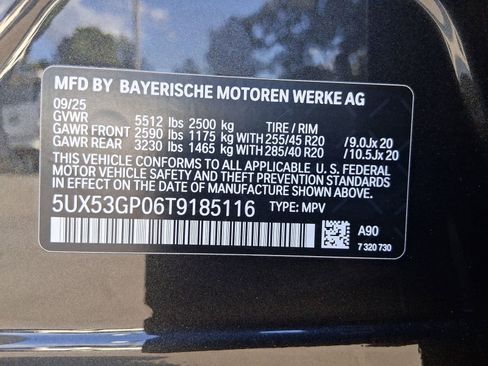 MFD BY BAYERISCHE MOTOREN WERKE AG
09/25
GVWR 5512 lbs 2500 kg TIRE / RIM
GAWR FRONT 2590 lbs 1175 kg WITH 255/45 R20 /9.0Jx 20
GAWR REAR 3230 lbs 1465 kg WITH 285/40 R20 /10.5Jx 20
THIS VEHICLE CONFORMS TO ALL APPLICABLE U. S. FEDERAL
MOTOR VEHICLE SAFETY, BUMPER, AND THEFT PREVENTION
STANDARDS IN EFFECT ON THE DATE OF MANUFACTURE SHOWN ABOVE.
5UX53GP06T9185116 TYPE: MPV
A90
7 320 730